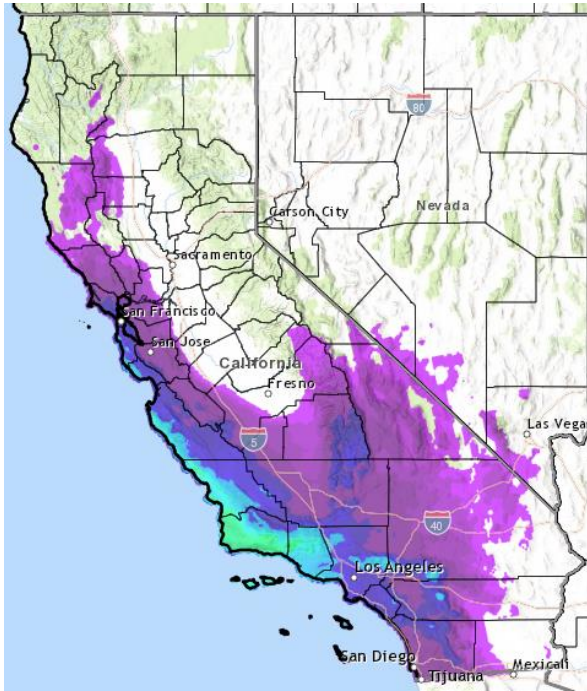 80
Nevada
Carson City
Sacramento
San Francisco
San Jose
California
Fresno
Las Vega
5
40
Los Angeles
San Diego
Tijuana
Mexicali